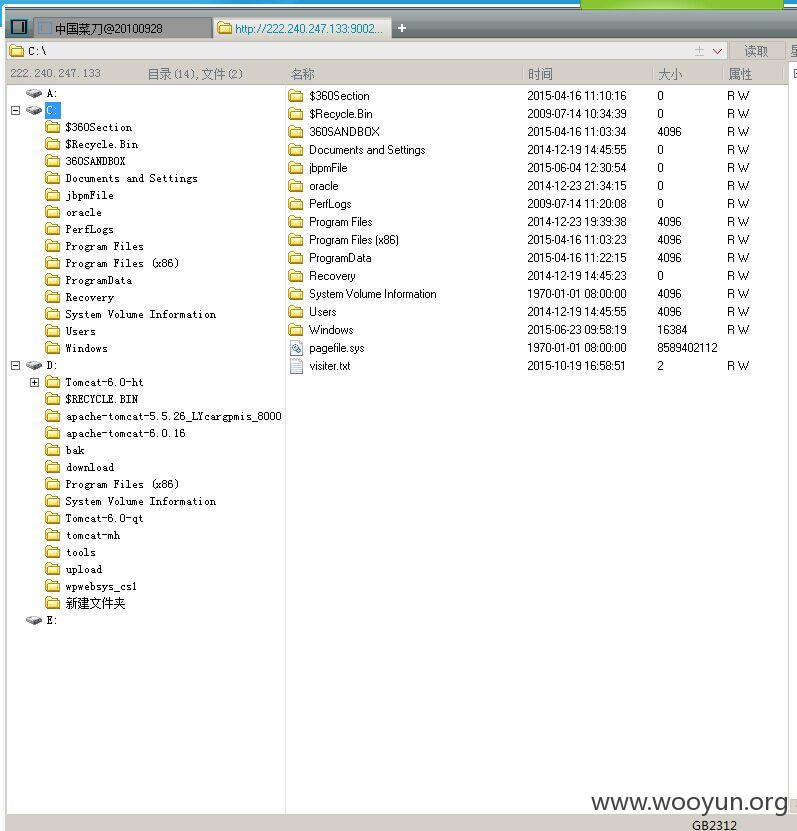 中国菜刀@20100928 http://222.240.247.133:9002... +
C:\ 读取
222.240.247.133 目录(14),文件(2) 名称 时间 大小 属性
A:
C:
$360Section
$Recycle.Bin
360SANDBOX
Documents and Settings
jbpmFile
oracle
PerfLogs
Program Files
Program Files (x86)
ProgramData
Recovery
System Volume Information
Users
Windows
D:
Tomcat-6.0-ht
$RECYCLE.BIN
apache-tomcat-5.5.26_LYcargpmis_8000
apache-tomcat-6.0.16
bak
download
Program Files (x86)
System Volume Information
Tomcat-6.0-qt
tomcat-mh
tools
upload
wpwebsys_cs1
新建文件夹
E:
$360Section 2015-04-16 11:10:16 0 R W
$Recycle.Bin 2009-07-14 10:34:39 0 R W
360SANDBOX 2015-04-16 11:03:34 4096 R W
Documents and Settings 2014-12-19 14:45:55 0 R W
jbpmFile 2015-06-04 12:30:54 0 R W
oracle 2014-12-23 21:34:15 0 R W
PerfLogs 2009-07-14 11:20:08 0 R W
Program Files 2014-12-23 19:39:38 4096 R W
Program Files (x86) 2015-04-16 11:03:23 4096 R W
ProgramData 2015-04-16 11:22:15 4096 R W
Recovery 2014-12-19 14:45:23 0 R W
System Volume Information 1970-01-01 08:00:00 4096 R W
Users 2014-12-19 14:45:55 4096 R W
Windows 2015-06-23 09:58:19 16384 R W
pagefile.sys 1970-01-01 08:00:00 8589402112
visiter.txt 2015-10-19 16:58:51 2 R W
www.wooyun.org
GB2312